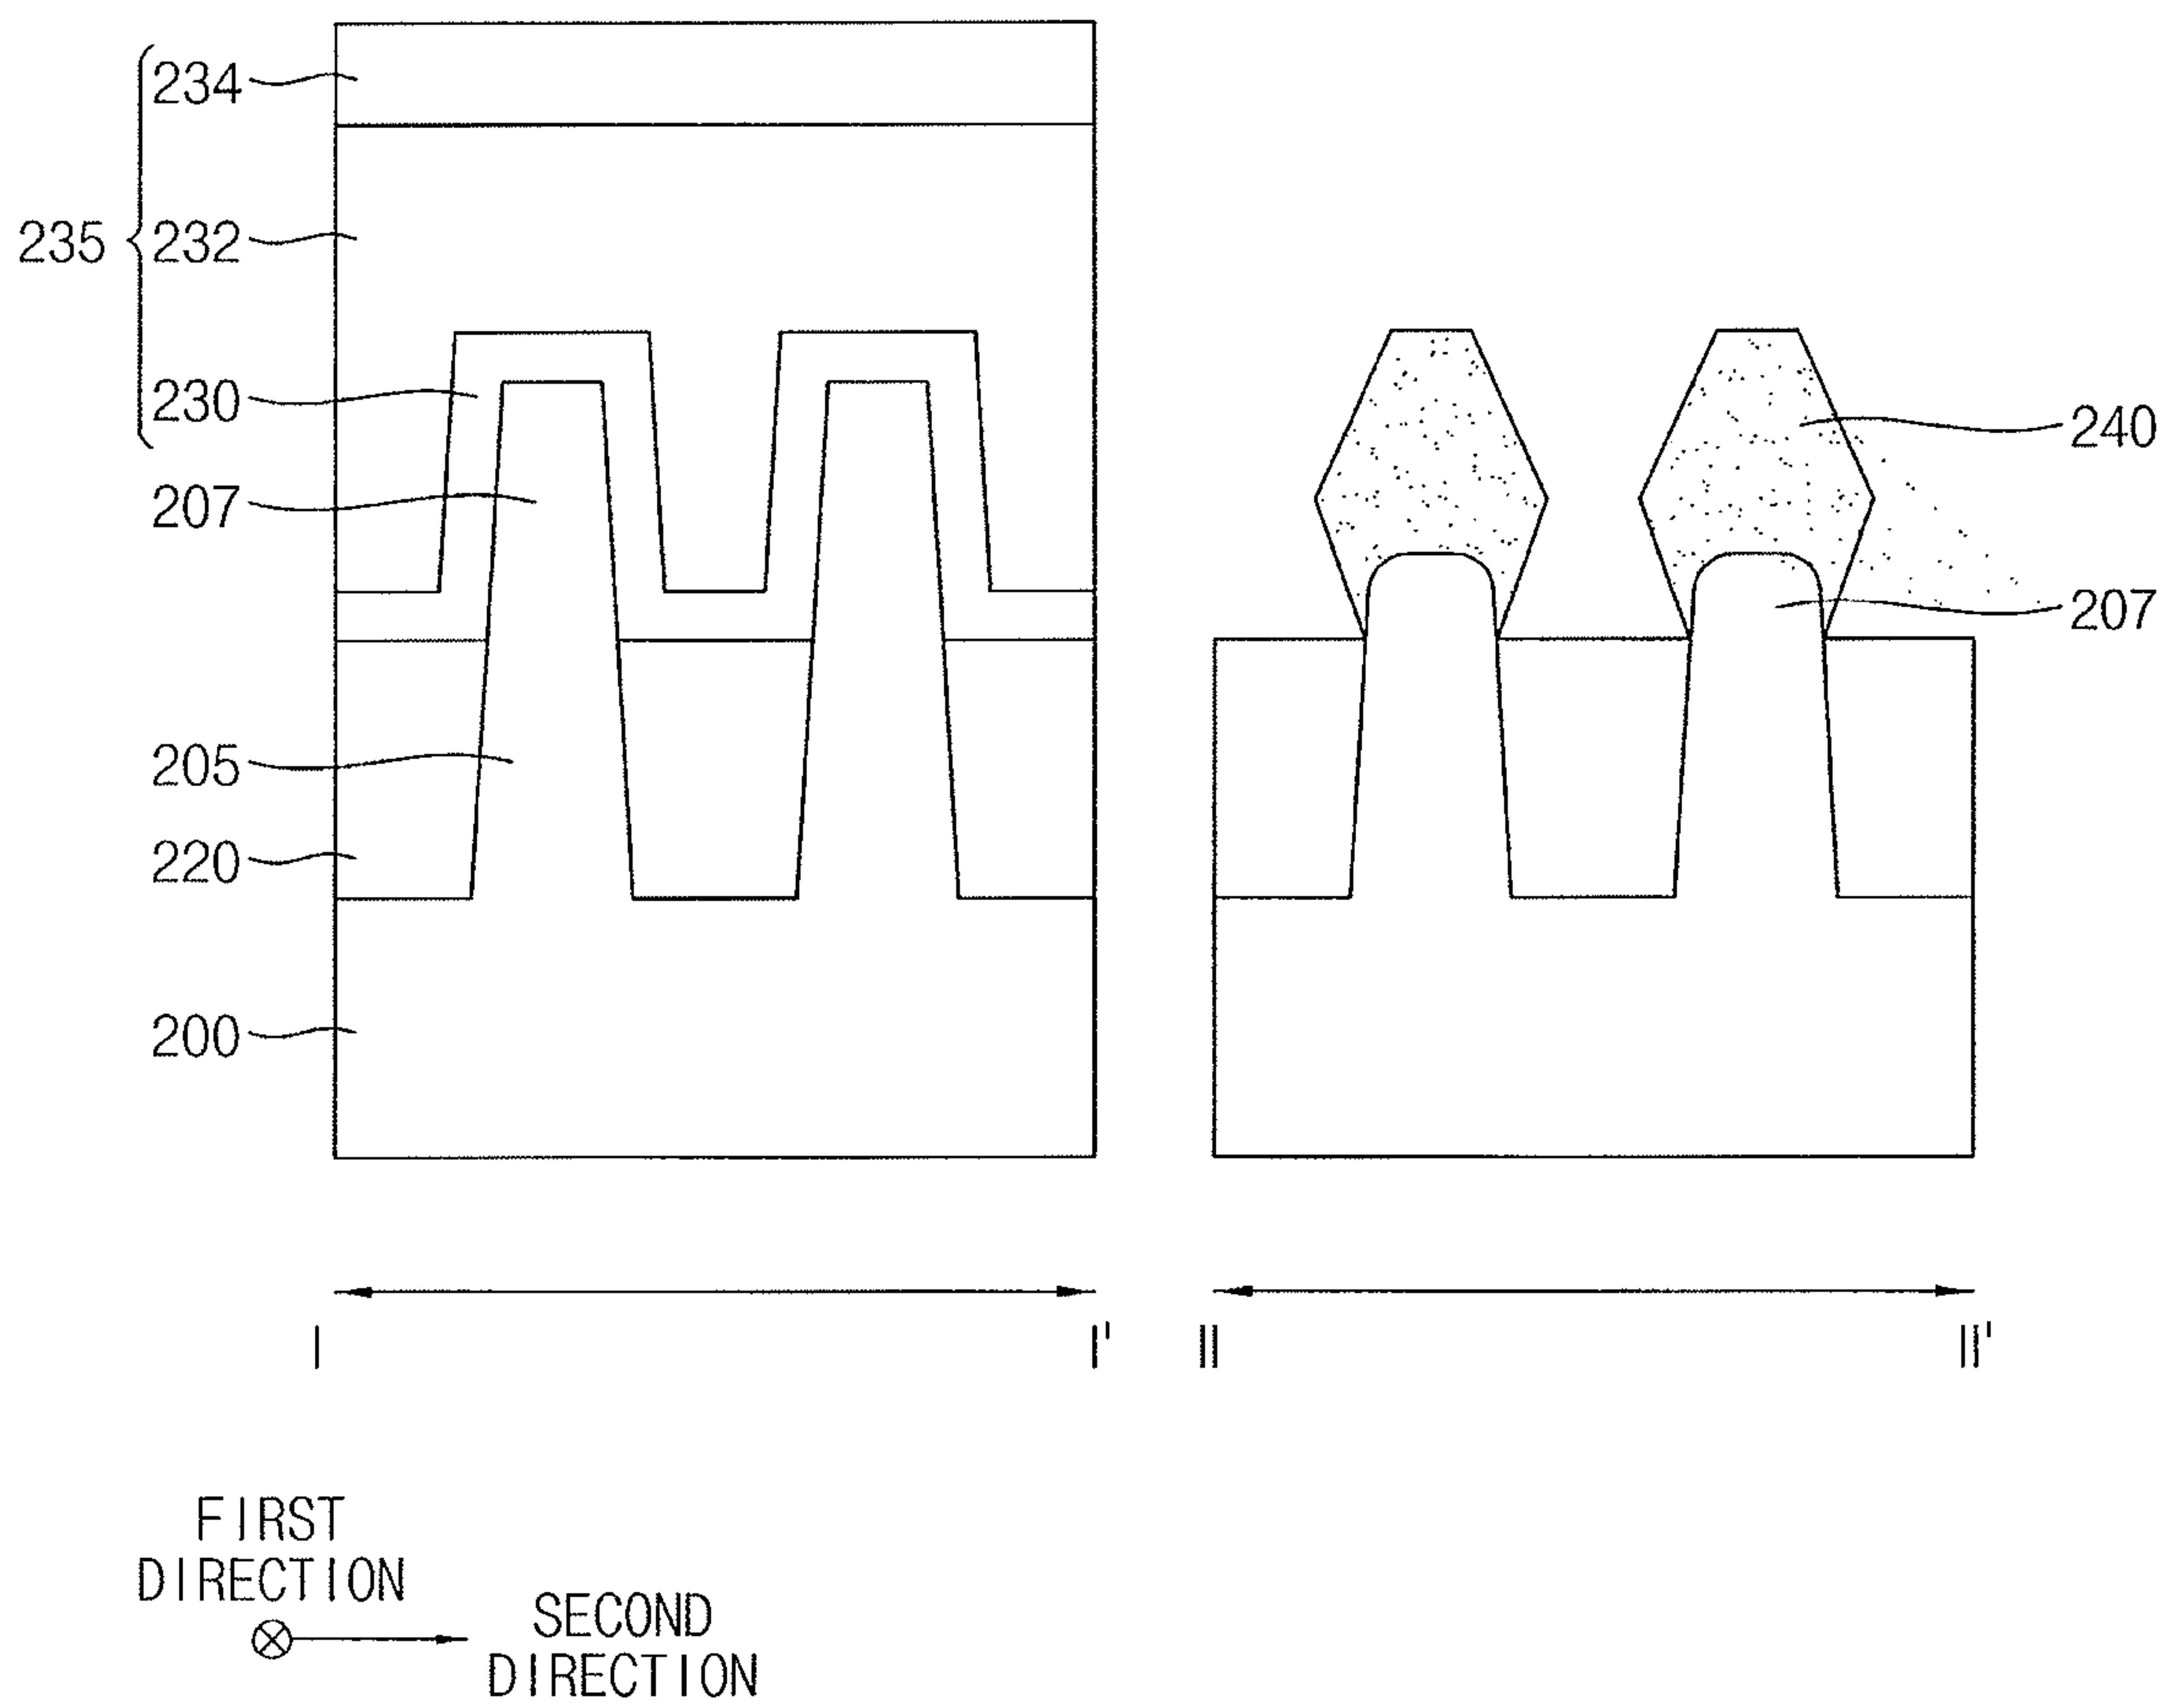 234
235
232
230
207
205
220
200
240
207
I
I'
II
II'
FIRST
DIRECTION
SECOND
DIRECTION